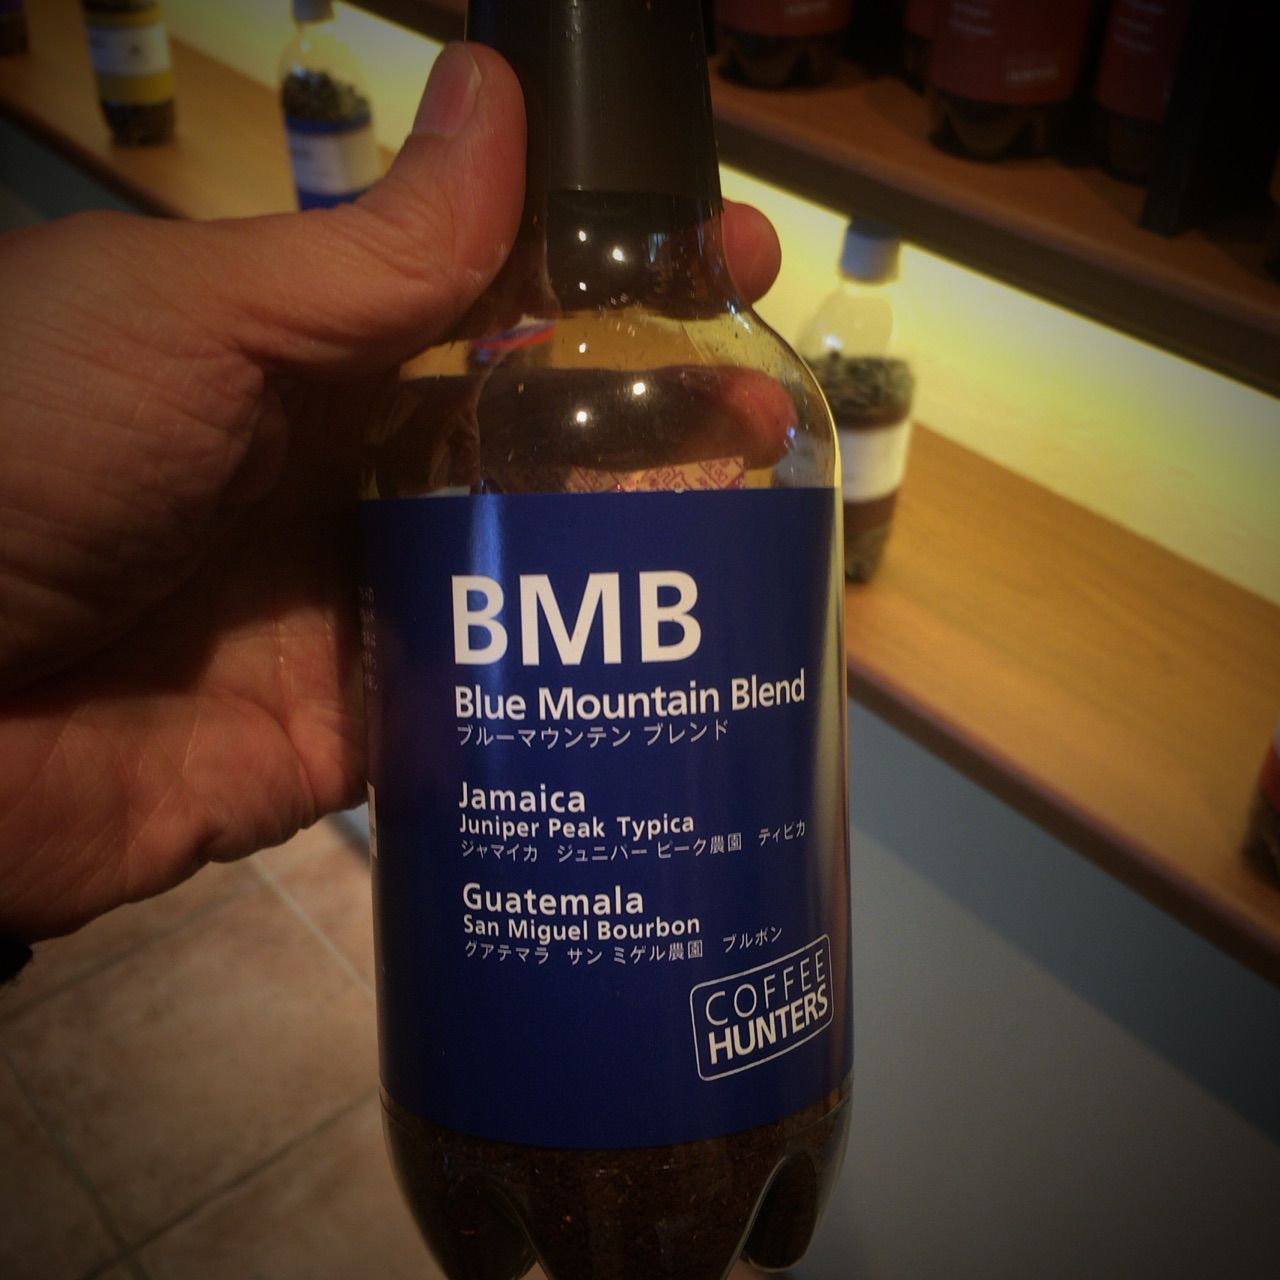 BMB
Blue Mountain Blend
ブルーマウンテン ブレンド
Jamaica
Juniper Peak Typica
ジャマイカ ジュニパー ピーク農園 ティピカ
Guatemala
San Miguel Bourbon
グアテマラ サン ミゲル農園 ブルボン
COFFEE
HUNTERS